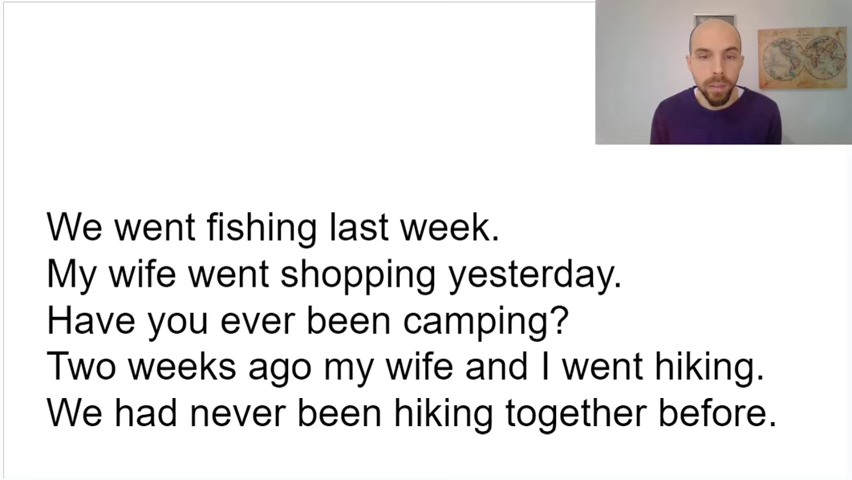 We went fishing last week.
My wife went shopping yesterday.
Have you ever been camping?
Two weeks ago my wife and I went hiking.
We had never been hiking together before.